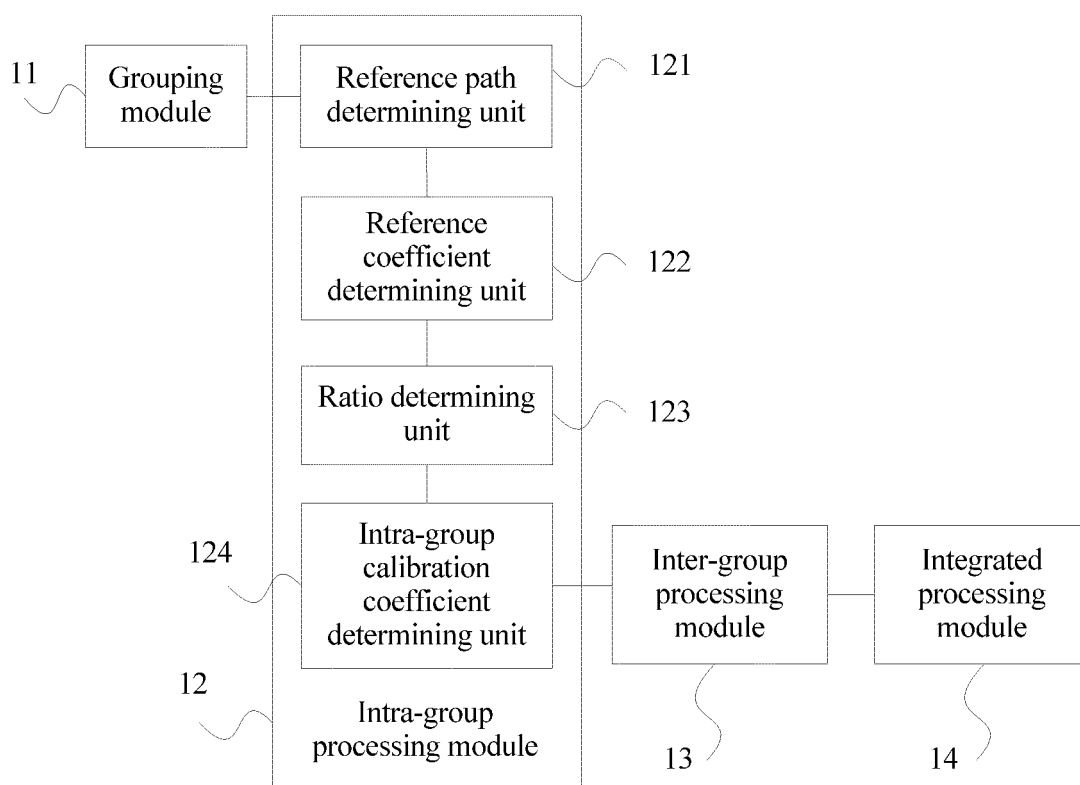 11
Grouping
module
Reference path
determining unit
121
Reference
coefficient
determining unit
122
Ratio determining
unit
123
124
Intra-group
calibration
coefficient
determining unit
Inter-group
processing
module
Integrated
processing
module
12
Intra-group
processing module
13
14